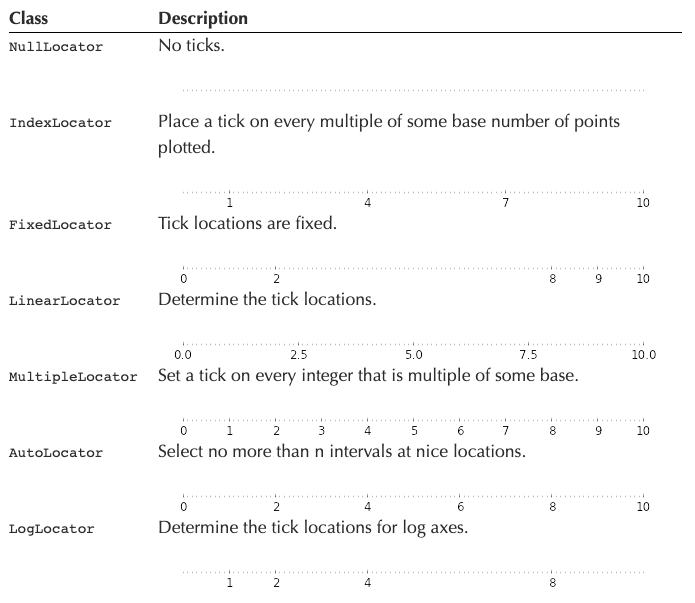 Class Description
NullLocator No ticks.
IndexLocator Place a tick on every multiple of some base number of points
plotted.
1 4 7 10
FixedLocator Tick locations are fixed.
0 2 8 9 10
LinearLocator Determine the tick locations.
0.0 2.5 5.0 7.5 10.0
MultipleLocator Set a tick on every integer that is multiple of some base.
0 1 2 3 4 5 6 7 8 9 10
AutoLocator Select no more than n intervals at nice locations.
0 2 4 6 8 10
LogLocator Determine the tick locations for log axes.
1 2 4 8